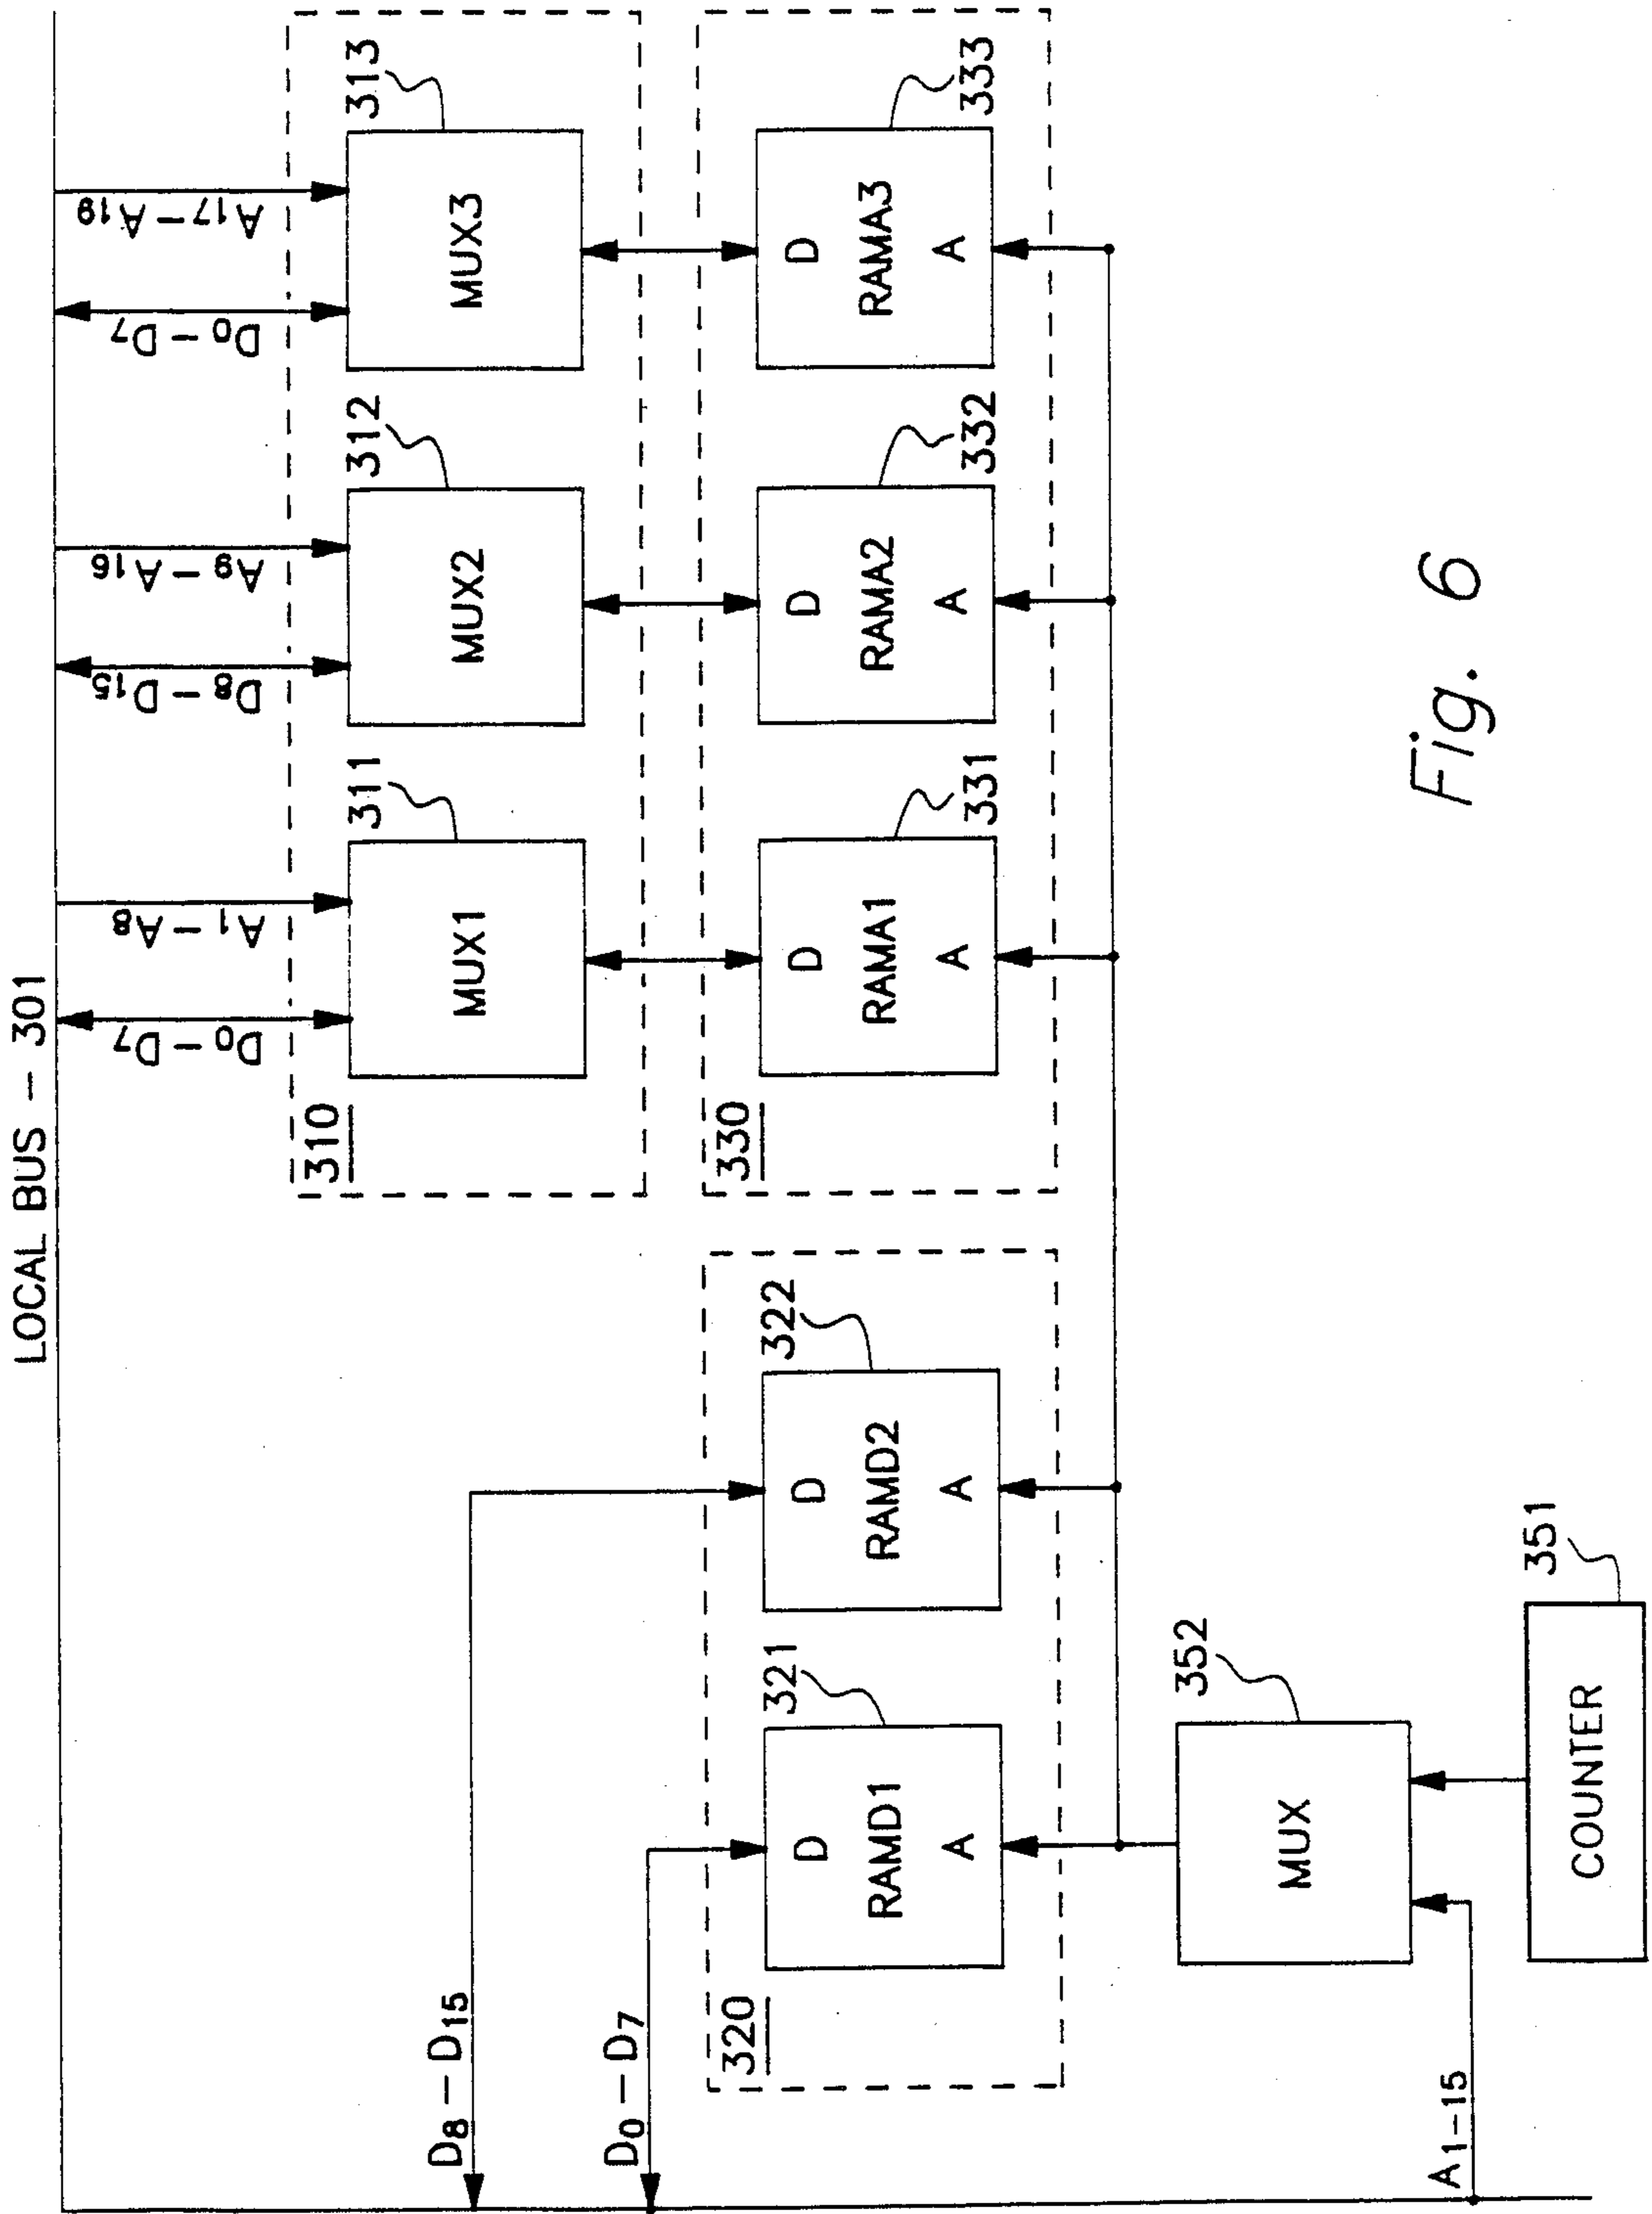 LOCAL BUS – 301
D0 – D7
A1 – A8
D8 – D15
A9 – A16
D0 – D7
A17 – A19
310
311
312
313
MUX1
MUX2
MUX3
D8 – D15
D0 – D7
320
321
322
330
331
332
333
D
RAMD1
A
D
RAMD2
A
D
RAMA1
A
D
RAMA2
A
D
RAMA3
A
352
MUX
A1–15
351
COUNTER
Fig. 6